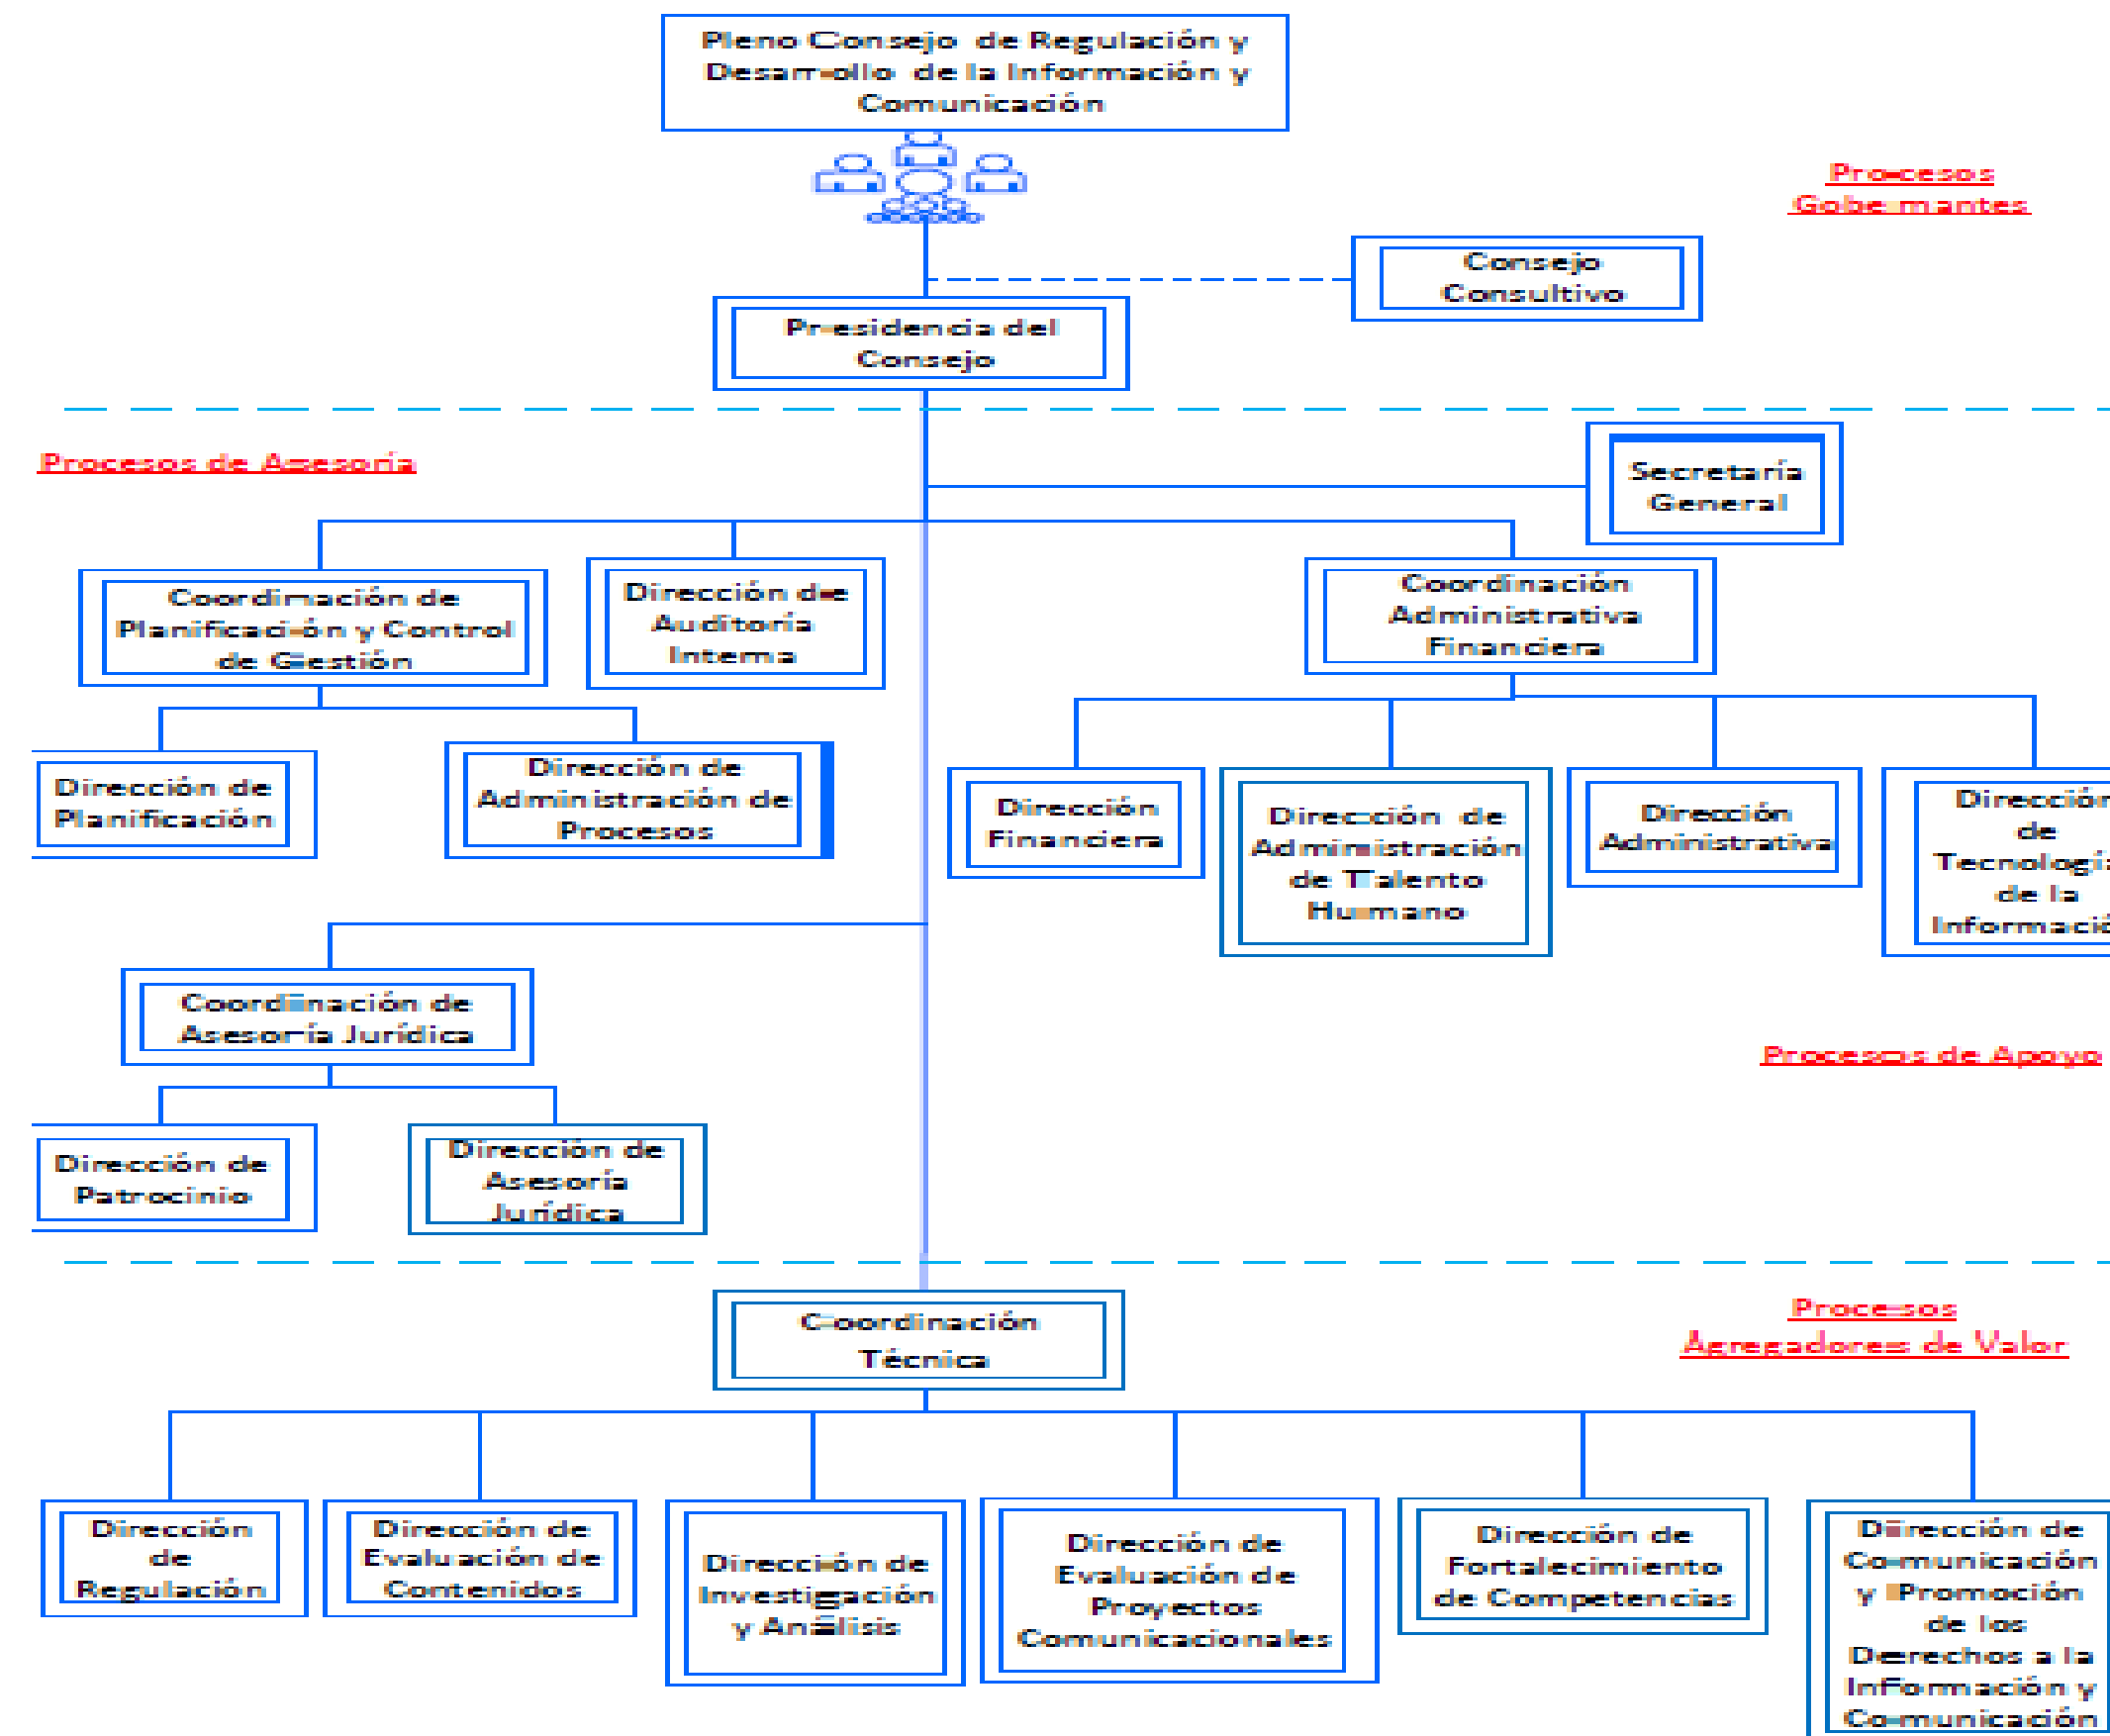 Pleno Consejo de Regulación y
Desarrollo de la Información y
Comunicación
Procesos
Gobernantes
Consejo
Consultivo
Presidencia del
Consejo
Procesos de Asesoría
Secretaría
General
Coordinación de
Planificación y Control
de Gestión
Dirección de
Auditoría
Interna
Coordinación
Administrativa
Financiera
Dirección de
Planificación
Dirección de
Administración de
Procesos
Dirección
Financiera
Dirección de
Administración
de Talento
Humano
Dirección
Administrativa
Dirección
de
Tecnología
de la
Informació
Coordinación de
Asesoría Jurídica
Procesos de Apoyo
Dirección de
Patrocinio
Dirección de
Asesoría
Jurídica
Coordinación
Técnica
Procesos
Agregadores de Valor
Dirección
de
Regulación
Dirección de
Evaluación de
Contenidos
Dirección de
Investigación
y Análisis
Dirección de
Evaluación de
Proyectos
Comunicacionales
Dirección de
Fortalecimiento
de Competencias
Dirección de
Comunicación
y Promoción
de los
Derechos a la
Información y
Comunicación